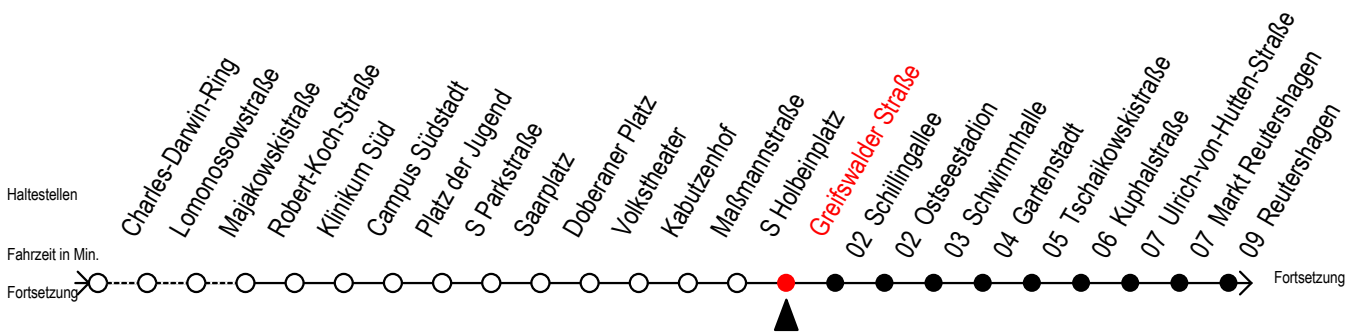 Haltestellen
Charles-Darwin-Ring
Lomonossowstraße
Majakowskistraße
Robert-Koch-Straße
Klinikum Süd
Campus Südstadt
Platz der Jugend
S Parkstraße
Saarplatz
Doberaner Platz
Volkstheater
Kabutzenhof
Maßmannstraße
S Holbeinplatz
Greifswalder Straße
02 Schillingallee
02 Ostseestadion
03 Schwimmhalle
04 Gartenstadt
05 Tschaikowskistraße
06 Kuphalstraße
07 Ulrich-von-Hutten-Straße
07 Markt Reutershagen
09 Reutershagen
Fahrzeit in Min.
Fortsetzung
Fortsetzung